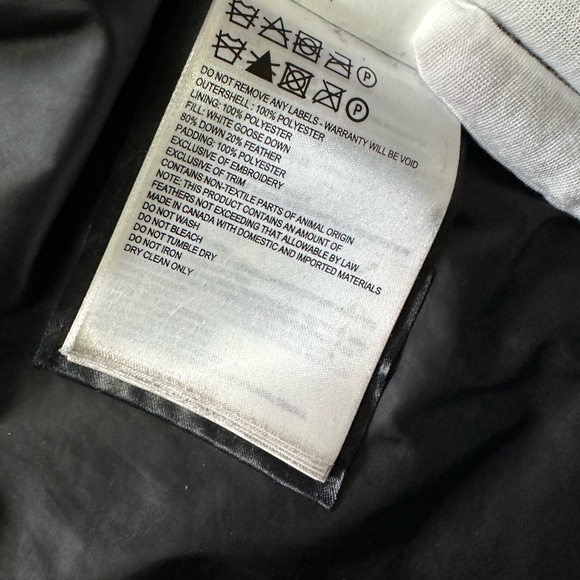 P
P
DO NOT REMOVE ANY LABELS - WARRANTY WILL BE VOID
OUTERSHELL: 100% POLYESTER
LINING: 100% POLYESTER
FILL: WHITE GOOSE DOWN
80% DOWN 20% FEATHER
PADDING: 100% POLYESTER
EXCLUSIVE OF EMBROIDERY
EXCLUSIVE OF TRIM
CONTAINS NON-TEXTILE PARTS OF ANIMAL ORIGIN
NOTE: THIS PRODUCT CONTAINS AN AMOUNT OF
FEATHERS NOT EXCEEDING THAT ALLOWABLE BY LAW
MADE IN CANADA WITH DOMESTIC AND IMPORTED MATERIALS
DO NOT WASH
DO NOT BLEACH
DO NOT TUMBLE DRY
DO NOT IRON
DRY CLEAN ONLY